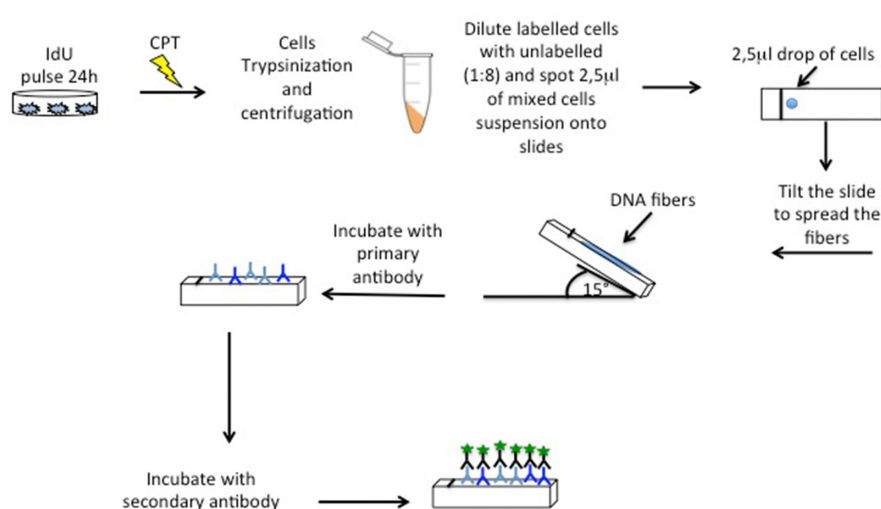 IdU
pulse 24h
CPT
Cells
Trypsinization
and
centrifugation
Dilute labelled cells
with unlabelled
(1:8) and spot 2,5µl
of mixed cells
suspension onto
slides
2,5µl drop of cells
Tilt the slide
to spread the
fibers
DNA fibers
15°
Incubate with
primary
antibody
Incubate with
secondary antibody